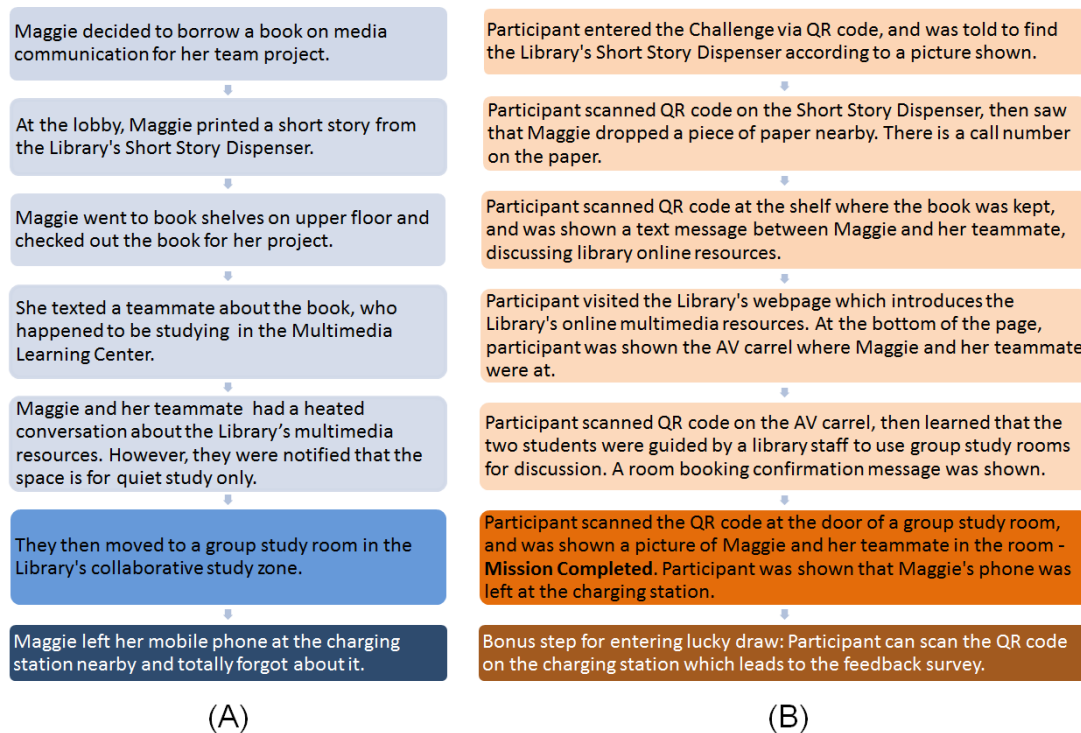 Maggie decided to borrow a book on media
communication for her team project.
At the lobby, Maggie printed a short story from
the Library's Short Story Dispenser.
Maggie went to book shelves on upper floor and
checked out the book for her project.
She texted a teammate about the book, who
happened to be studying in the Multimedia
Learning Center.
Maggie and her teammate had a heated
conversation about the Library’s multimedia
resources. However, they were notified that the
space is for quiet study only.
They then moved to a group study room in the
Library's collaborative study zone.
Maggie left her mobile phone at the charging
station nearby and totally forgot about it.
(A)
Participant entered the Challenge via QR code, and was told to find
the Library's Short Story Dispenser according to a picture shown.
Participant scanned QR code on the Short Story Dispenser, then saw
that Maggie dropped a piece of paper nearby. There is a call number
on the paper.
Participant scanned QR code at the shelf where the book was kept,
and was shown a text message between Maggie and her teammate,
discussing library online resources.
Participant visited the Library's webpage which introduces the
Library's online multimedia resources. At the bottom of the page,
participant was shown the AV carrel where Maggie and her teammate
were at.
Participant scanned QR code on the AV carrel, then learned that the
two students were guided by a library staff to use group study rooms
for discussion. A room booking confirmation message was shown.
Participant scanned the QR code at the door of a group study room,
and was shown a picture of Maggie and her teammate in the room -
Mission Completed. Participant was shown that Maggie's phone was
left at the charging station.
Bonus step for entering lucky draw: Participant can scan the QR code
on the charging station which leads to the feedback survey.
(B)